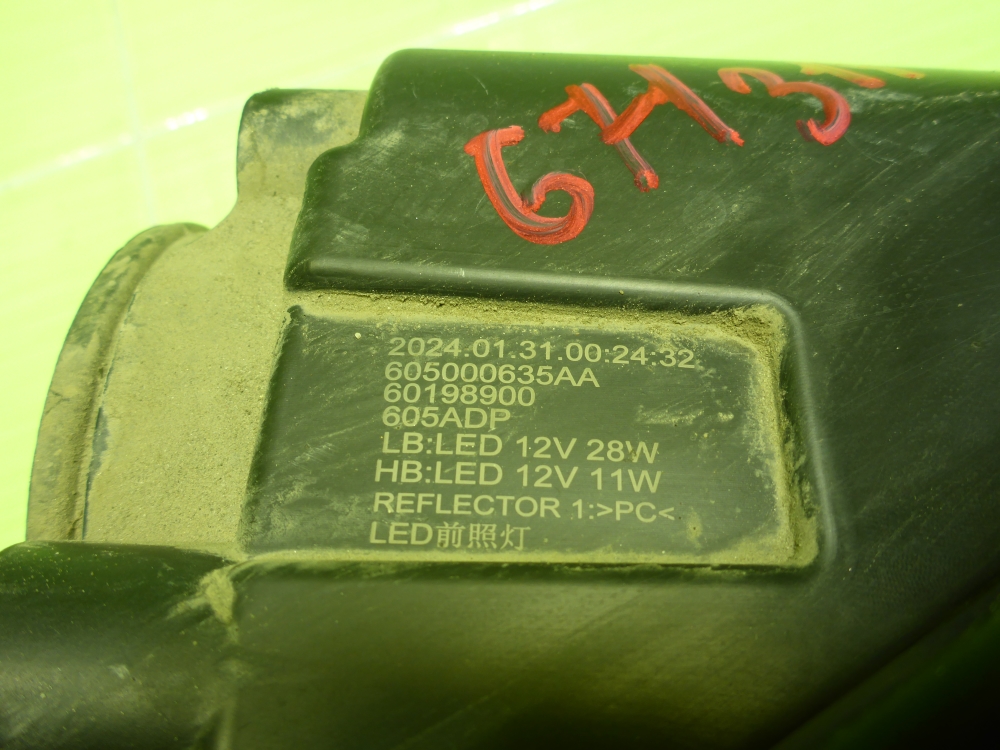 2024.01.31.00:24:32
605000635AA
60198900
605ADP
LB:LED 12V 28W
HB:LED 12V 11W
REFLECTOR 1:>PC<
LED前照灯